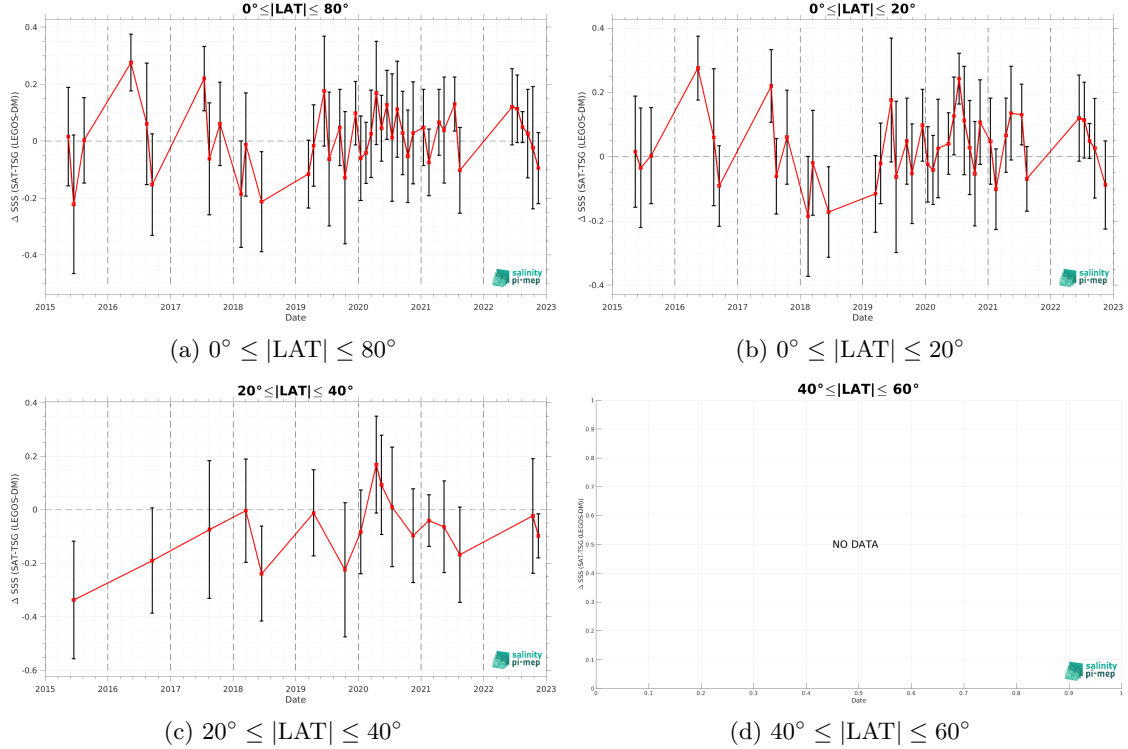 0°≤|LAT|≤ 80°
Δ SSS (SAT-TSG (LEGOS-DM))
0.4
0.2
0
-0.2
-0.4
2015 2016 2017 2018 2019 2020 2021 2022 2023
Date
salinity
pi-mep
(a) 0° ≤ |LAT| ≤ 80°
0°≤|LAT|≤ 20°
Δ SSS (SAT-TSG (LEGOS-DM))
0.4
0.2
0
-0.2
-0.4
2015 2016 2017 2018 2019 2020 2021 2022 2023
Date
salinity
pi-mep
(b) 0° ≤ |LAT| ≤ 20°
20°≤|LAT|≤ 40°
Δ SSS (SAT-TSG (LEGOS-DM))
0.4
0.2
0
-0.2
-0.4
-0.6
2015 2016 2017 2018 2019 2020 2021 2022 2023
Date
salinity
pi-mep
(c) 20° ≤ |LAT| ≤ 40°
40°≤|LAT|≤ 60°
Δ SSS (SAT-TSG (LEGOS-DM))
1
0.9
0.8
0.7
0.6
0.5
0.4
0.3
0.2
0.1
0
NO DATA
0 0.1 0.2 0.3 0.4 0.5 0.6 0.7 0.8 0.9 1
Date
salinity
pi-mep
(d) 40° ≤ |LAT| ≤ 60°